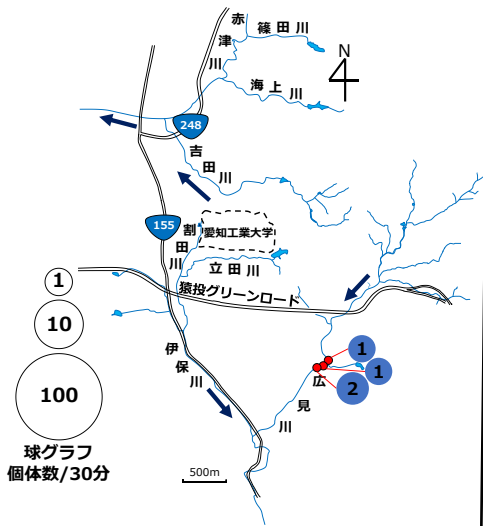 赤津川
篠田川
海上川
N
248
吉田川
155
割田川
愛知工業大学
立田川
猿投グリーンロード
1
10
100
球グラフ
個体数/30分
伊保川
広見川
1
1
2
500m